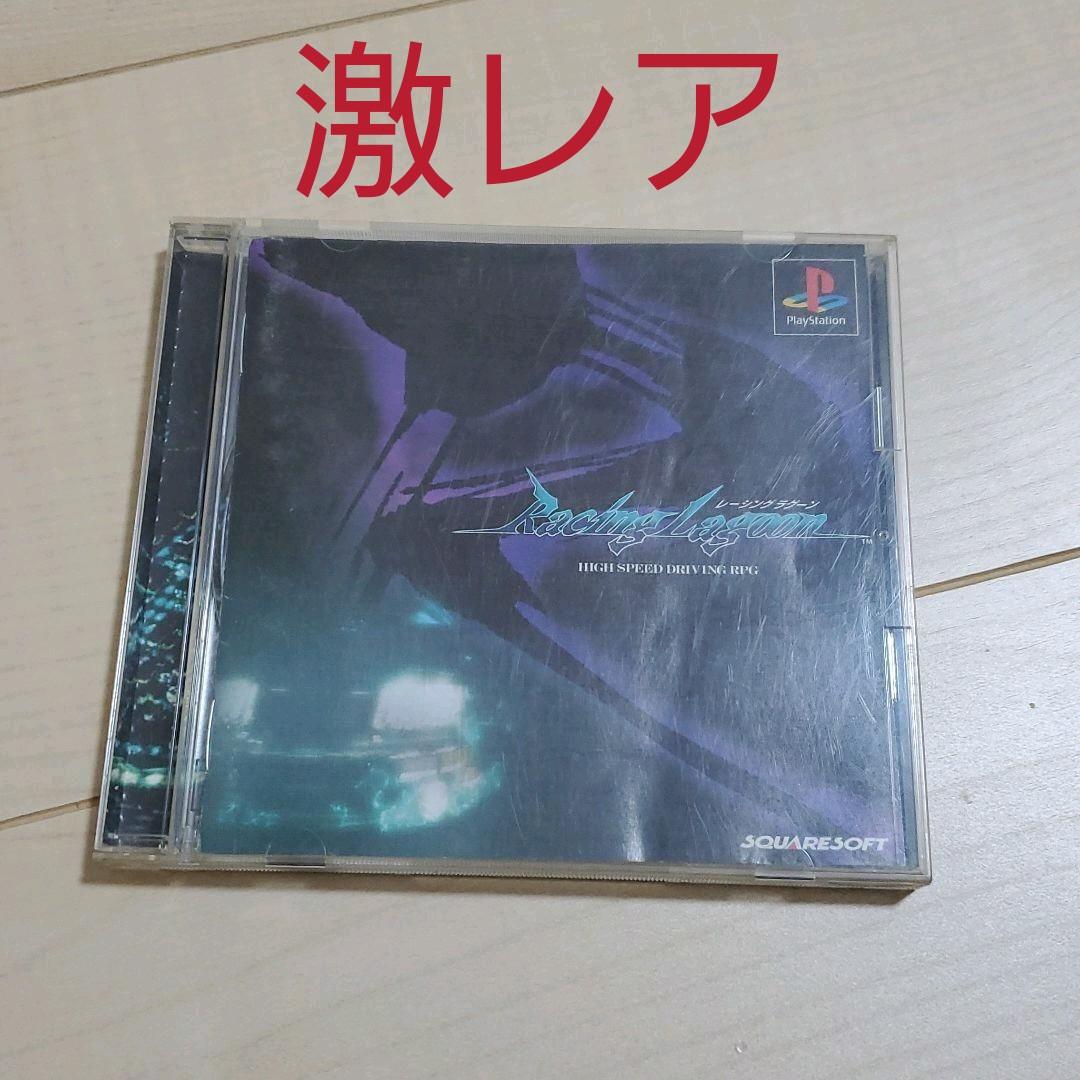 激レア
PlayStation
レーシングラグーン
Racing Lagoon
TM
HIGH SPEED DRIVING RPG
SQUARESOFT